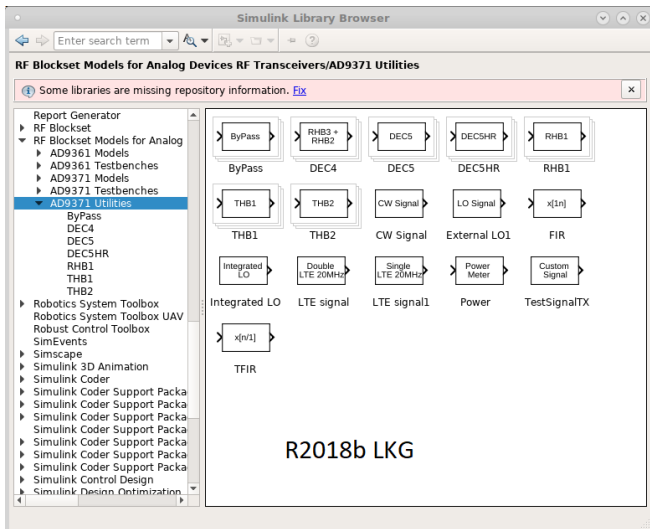 Simulink Library Browser
Enter search term
RF Blockset Models for Analog Devices RF Transceivers/AD9371 Utilities
Some libraries are missing repository information. Fix
Report Generator
RF Blockset
RF Blockset Models for Analog
AD9361 Models
AD9361 Testbenches
AD9371 Models
AD9371 Testbenches
AD9371 Utilities
ByPass
DEC4
DEC5
DEC5HR
RHB1
THB1
THB2
Robotics System Toolbox
Robotics System Toolbox UAV
Robust Control Toolbox
SimEvents
Simscape
Simulink 3D Animation
Simulink Coder
Simulink Coder Support Packa
Simulink Coder Support Packa
Simulink Coder Support Packa
Simulink Coder Support Packa
Simulink Coder Support Packa
Simulink Coder Support Packa
Simulink Coder Support Packa
Simulink Control Design
Simulink Design Optimization
ByPass
RHB3 +
RHB2
DEC5
DEC5HR
RHB1
ByPass DEC4 DEC5 DEC5HR RHB1
THB1
THB2
CW Signal
LO Signal
x[1n]
THB1 THB2 CW Signal External LO1 FIR
Integrated
LO
Double
LTE 20MHz
Single
LTE 20MHz
Power
Meter
Custom
Signal
Integrated LO LTE signal LTE signal1 Power TestSignalTX
x[n/1]
TFIR
R2018b LKG